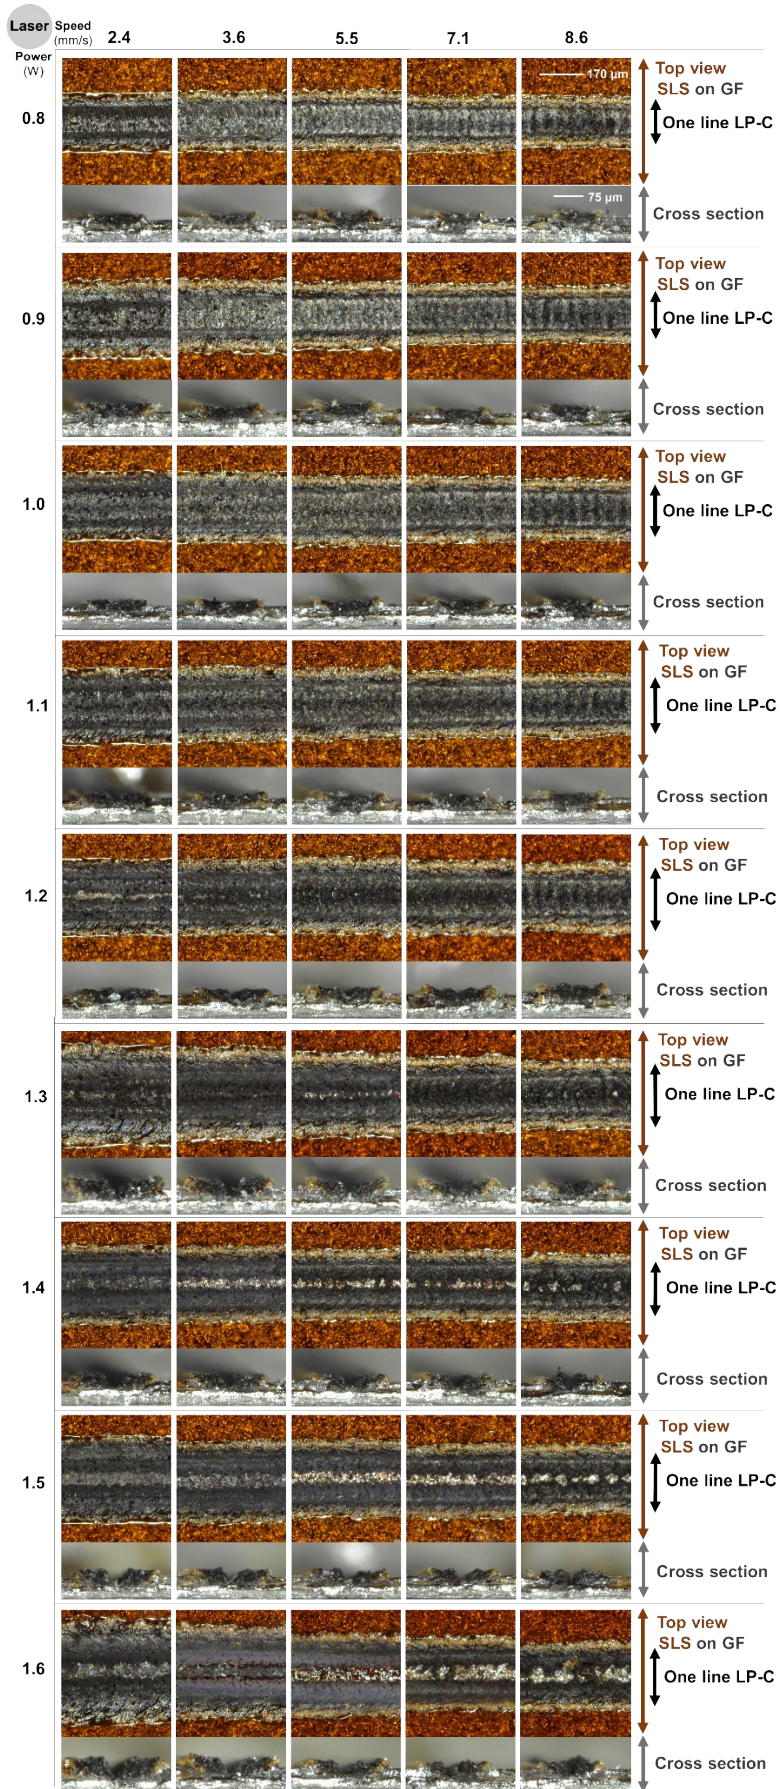 Laser Speed
(mm/s) 2.4 3.6 5.5 7.1 8.6
Power
(W)
170 µm
Top view
SLS on GF
0.8
One line LP-C
75 µm
Cross section
Top view
SLS on GF
0.9
One line LP-C
Cross section
Top view
SLS on GF
1.0
One line LP-C
Cross section
Top view
SLS on GF
1.1
One line LP-C
Cross section
Top view
SLS on GF
1.2
One line LP-C
Cross section
Top view
SLS on GF
1.3
One line LP-C
Cross section
Top view
SLS on GF
1.4
One line LP-C
Cross section
Top view
SLS on GF
1.5
One line LP-C
Cross section
Top view
SLS on GF
1.6
One line LP-C
Cross section